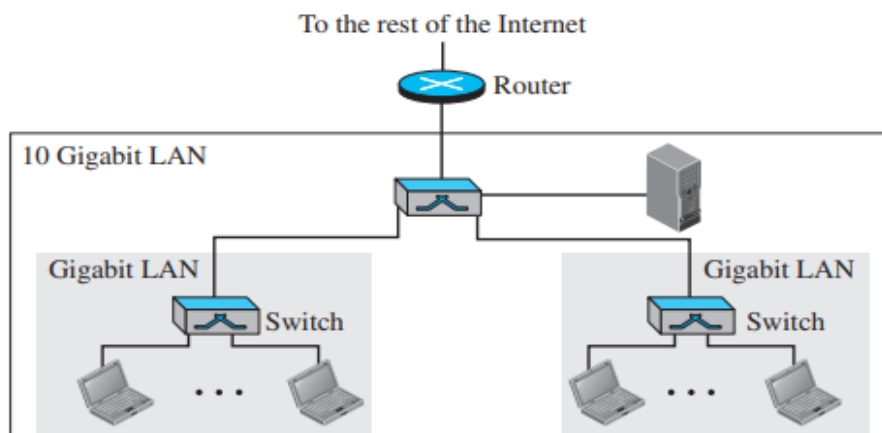 To the rest of the Internet
Router
10 Gigabit LAN
Gigabit LAN
Gigabit LAN
Switch
Switch